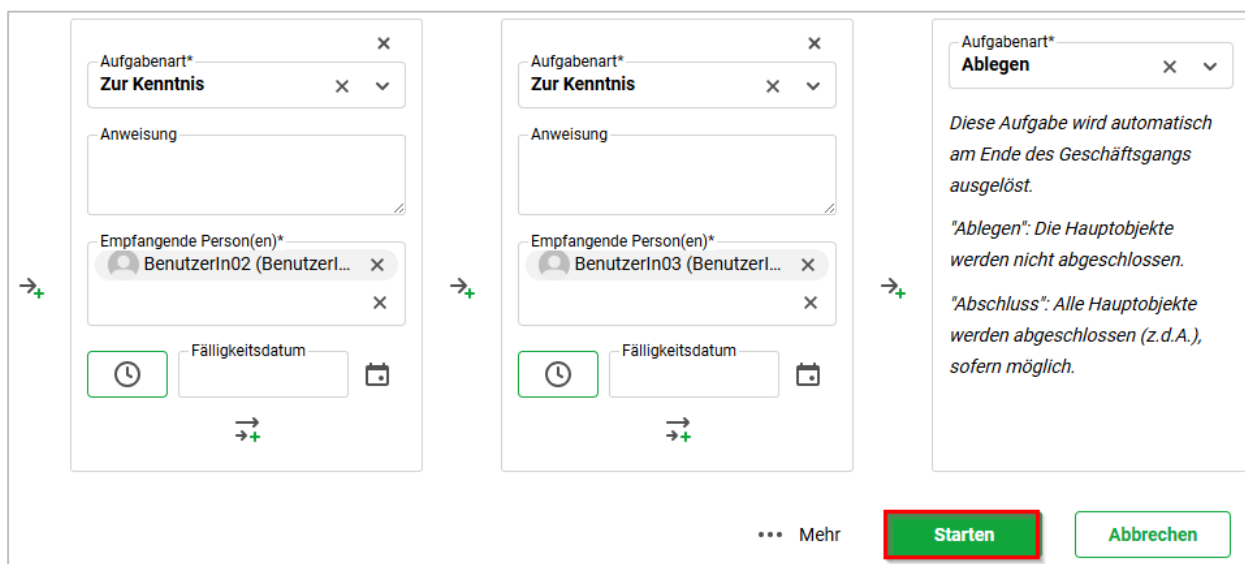 Aufgabenart*
Zur Kenntnis
Anweisung
Empfangende Person(en)*
BenutzerIn02 (BenutzerI...
Fälligkeitsdatum
Aufgabenart*
Zur Kenntnis
Anweisung
Empfangende Person(en)*
BenutzerIn03 (BenutzerI...
Fälligkeitsdatum
Aufgabenart*
Ablegen
Diese Aufgabe wird automatisch
am Ende des Geschäftsgangs
ausgelöst.
"Ablegen": Die Hauptobjekte
werden nicht abgeschlossen.
"Abschluss": Alle Hauptobjekte
werden abgeschlossen (z.d.A.),
sofern möglich.
Mehr
Starten
Abbrechen